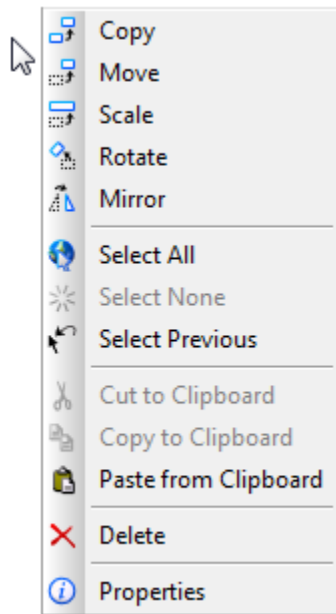 Copy
Move
Scale
Rotate
Mirror
Select All
Select None
Select Previous
Cut to Clipboard
Copy to Clipboard
Paste from Clipboard
Delete
Properties